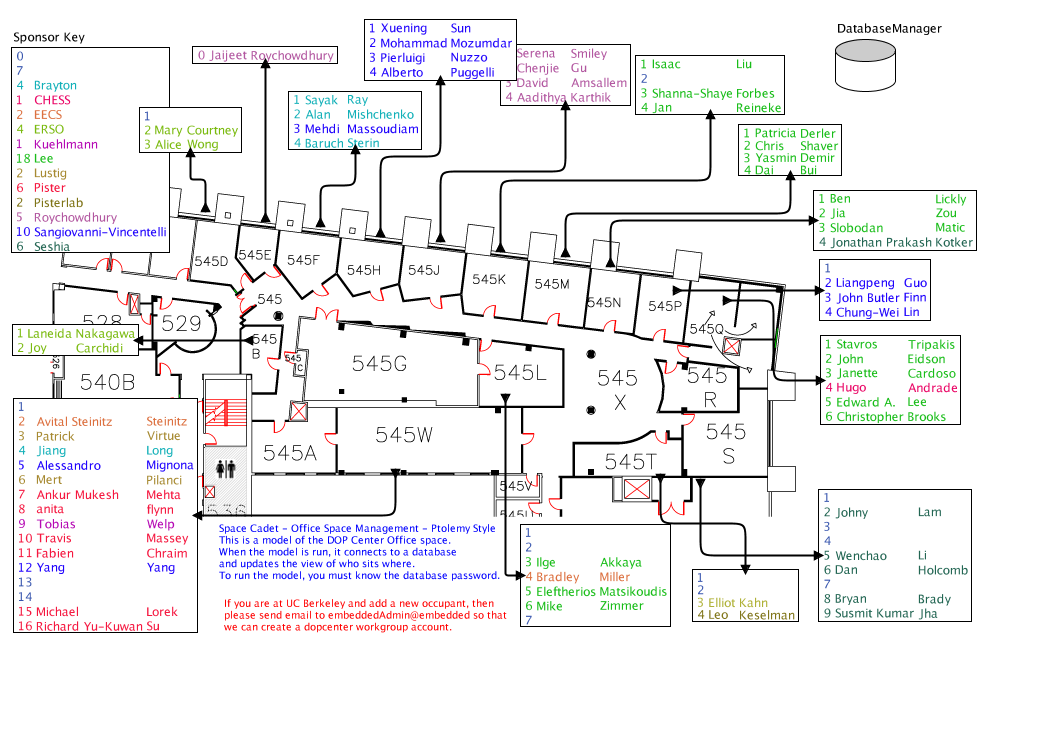 Sponsor Key
0
7
4 Brayton
1 CHESS
2 EECS
4 ERSO
1 Kuehlmann
18 Lee
2 Lustig
6 Pister
2 Pisterlab
5 Roychowdhury
10 Sangiovanni-Vincentelli
6 Seshia
1
2 Mary Courtney
3 Alice Wong
0 Jaijeet Roychowdhury
1 Sayak Ray
2 Alan Mishchenko
3 Mehdi Massoudiam
4 Baruch Sterin
1 Xuening Sun
2 Mohammad Mozumdar
3 Pierluigi Nuzzo
4 Alberto Puggelli
Serena Smiley
Chenjie Gu
3 David Amsallem
4 Aadithya Karthik
1 Isaac Liu
2
3 Shanna-Shaye Forbes
4 Jan Reineke
DatabaseManager
1 Patricia Derler
2 Chris Shaver
3 Yasmin Demir
4 Dai Bui
1 Ben Lickly
2 Jia Zou
3 Slobodan Matic
4 Jonathan Prakash Kotker
1
2 Liangpeng Guo
3 John Butler Finn
4 Chung-Wei Lin
1 Stavros Tripakis
2 John Eidson
3 Janette Cardoso
4 Hugo Andrade
5 Edward A. Lee
6 Christopher Brooks
545D
545E
545F
545H
545J
545K
545M
545N
545P
545Q
528
529
545
545
B
545
C
545G
545L
545
X
545
R
545
S
540B
545A
545W
545T
545V
1 Laneida Nakagawa
2 Joy Carchidi
1
2 Avital Steinitz Steinitz
3 Patrick Virtue
4 Jiang Long
5 Alessandro Mignona
6 Mert Pilanci
7 Ankur Mukesh Mehta
8 anita flynn
9 Tobias Welp
10 Travis Massey
11 Fabien Chraim
12 Yang Yang
13
14
15 Michael Lorek
16 Richard Yu-Kuwan Su
Space Cadet - Office Space Management - Ptolemy Style
This is a model of the DOP Center Office space.
When the model is run, it connects to a database
and updates the view of who sits where.
To run the model, you must know the database password.
If you are at UC Berkeley and add a new occupant, then
please send email to embeddedAdmin@embedded so that
we can create a dopcenter workgroup account.
1
2
3 Ilge Akkaya
4 Bradley Miller
5 Eleftherios Matsikoudis
6 Mike Zimmer
7
1
2
3 Elliot Kahn
4 Leo Keselman
1
2 Johny Lam
3
4
5 Wenchao Li
6 Dan Holcomb
7
8 Bryan Brady
9 Susmit Kumar Jha